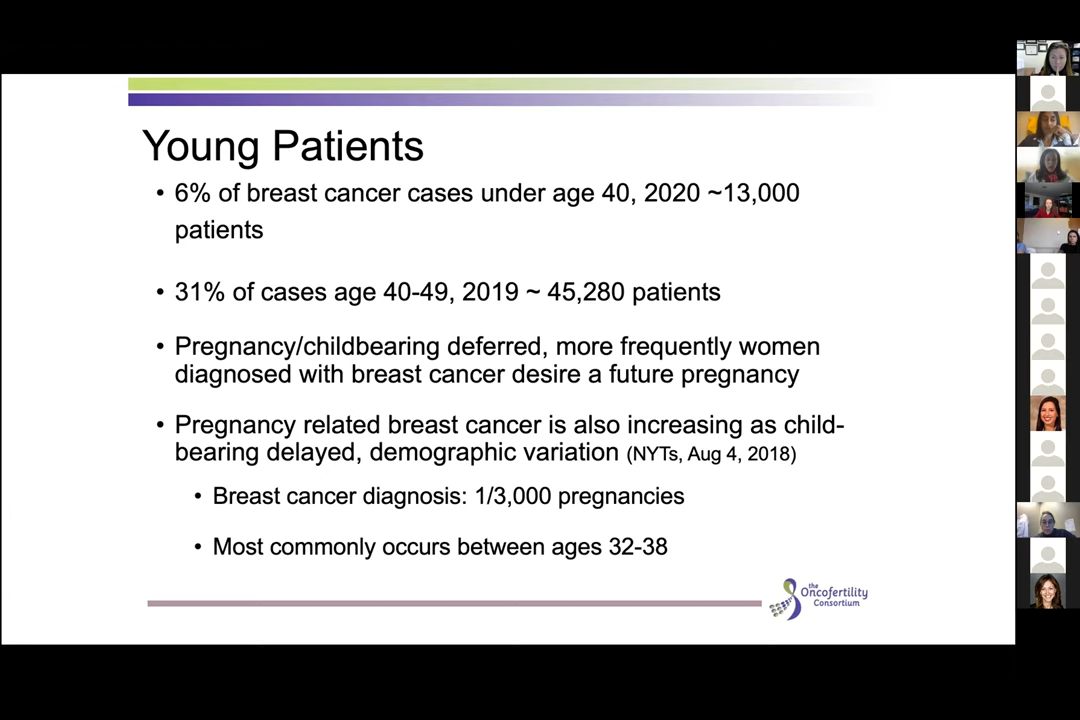 Young Patients
• 6% of breast cancer cases under age 40, 2020 ~13,000
patients
• 31% of cases age 40-49, 2019 ~ 45,280 patients
• Pregnancy/childbearing deferred, more frequently women
diagnosed with breast cancer desire a future pregnancy
• Pregnancy related breast cancer is also increasing as child-
bearing delayed, demographic variation (NYTs, Aug 4, 2018)
• Breast cancer diagnosis: 1/3,000 pregnancies
• Most commonly occurs between ages 32-38
the
Oncofertility
Consortium